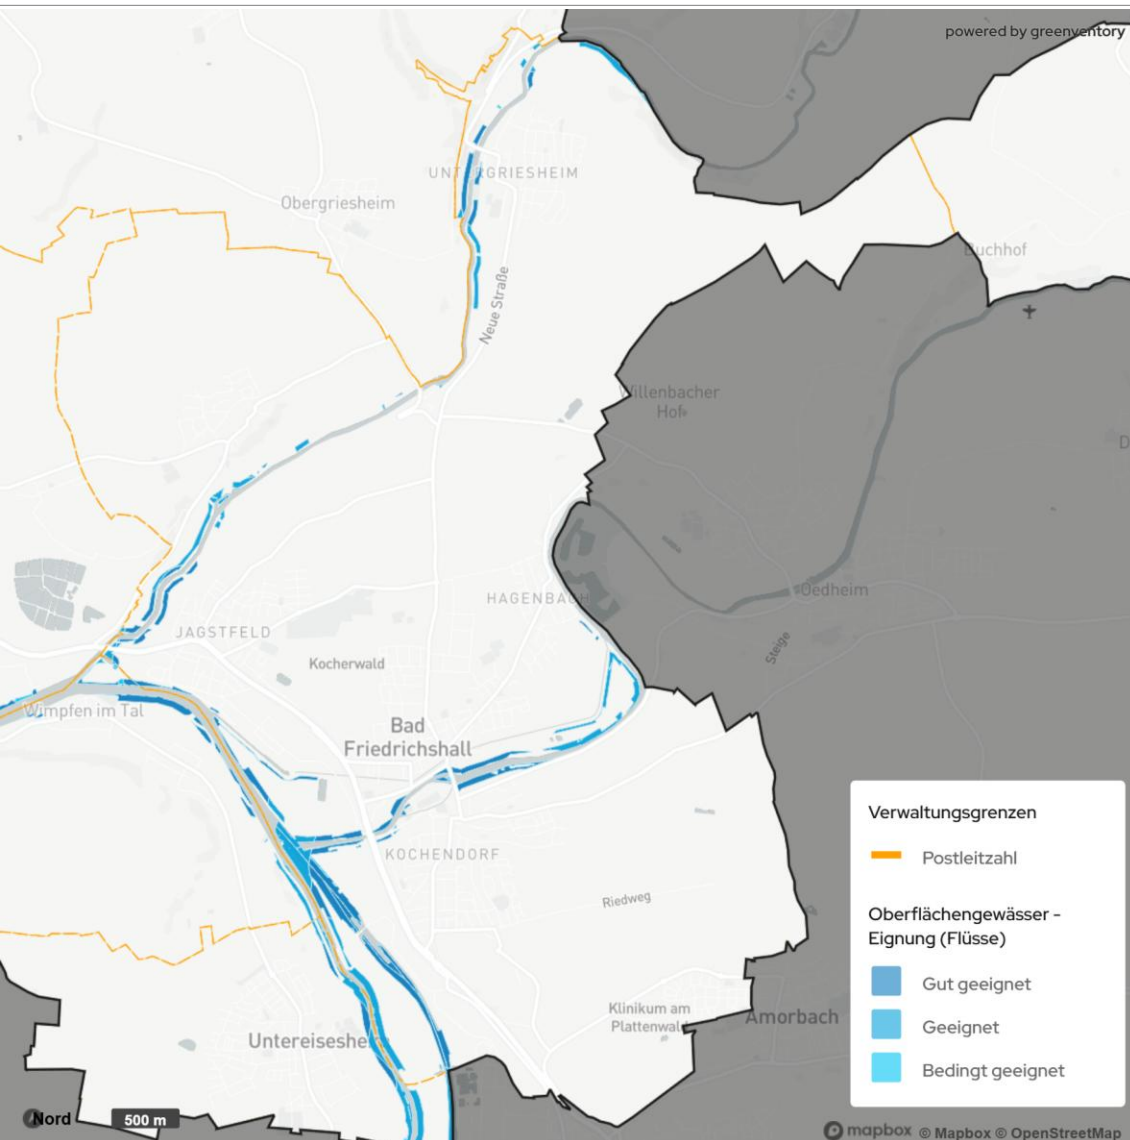 powered by greenventory
UNTERGRIESHEIM
Obergriesheim
Buchhof
Neue Straße
Willenbacher
Hof
D
Oedheim
HAGENBACH
JAGSTFELD
Steige
Kocherwald
Wimpfen im Tal
Bad
Friedrichshall
KOCHENDORF
Riedweg
Klinikum am
Plattenwald
Amorbach
Untereisesheim
Verwaltungsgrenzen
Postleitzahl
Oberflächengewässer -
Eignung (Flüsse)
Gut geeignet
Geeignet
Bedingt geeignet
Nord
500 m
mapbox © Mapbox © OpenStreetMap